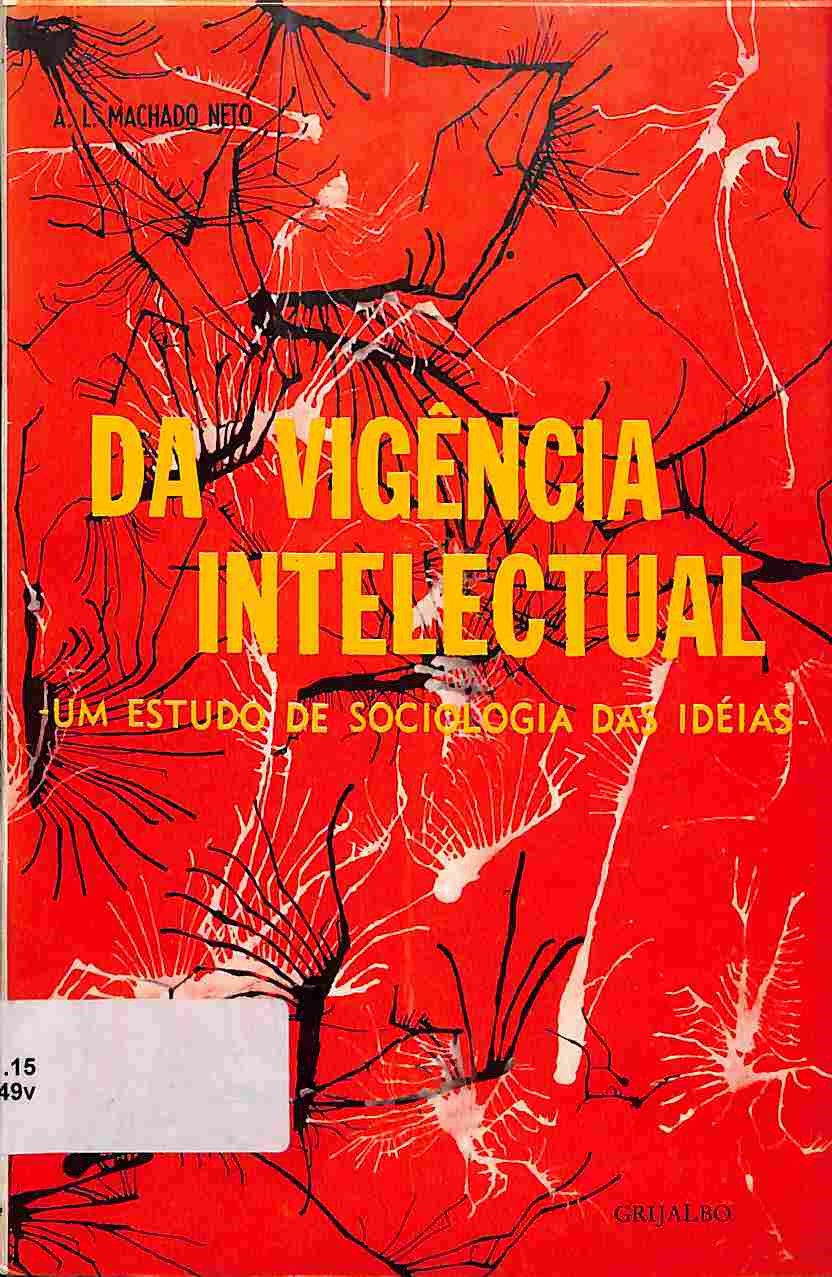 A. L. MACHADO NETO
DA VIGÊNCIA
INTELECTUAL
-UM ESTUDO DE SOCIOLOGIA DAS IDÉIAS-
.15
49v
GRIJALBO